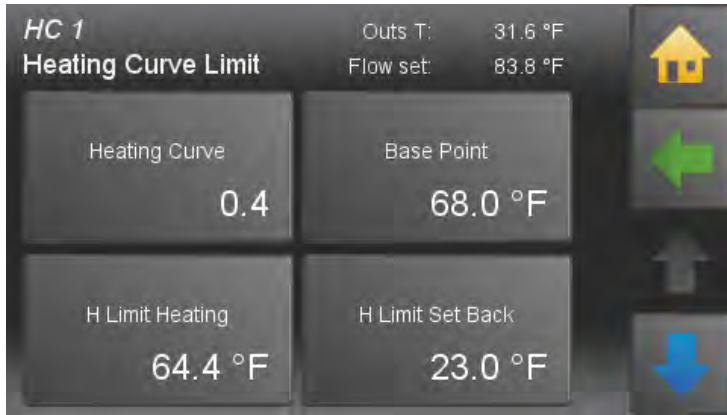 HC 1
Outs T: 31.6 °F
Heating Curve Limit
Flow set: 83.8 °F
Heating Curve
0.4
Base Point
68.0 °F
H Limit Heating
64.4 °F
H Limit Set Back
23.0 °F